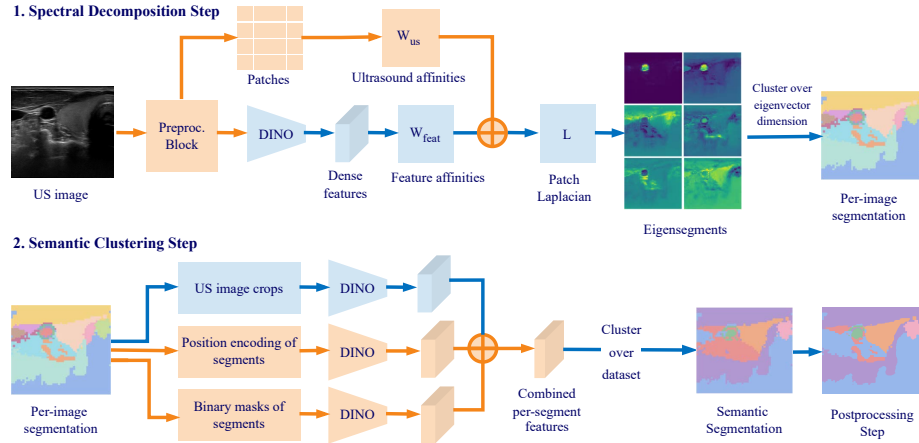 1. Spectral Decomposition Step
Patches
W_us
Ultrasound affinities
US image
Preproc.
Block
DINO
Dense
features
W_feat
Feature affinities
L
Patch
Laplacian
Eigensegments
Cluster over
eigenvector
dimension
Per-image
segmentation
2. Semantic Clustering Step
Per-image
segmentation
US image crops
DINO
Position encoding of
segments
DINO
Binary masks of
segments
DINO
Combined
per-segment
features
Cluster
over
dataset
Semantic
Segmentation
Postprocessing
Step